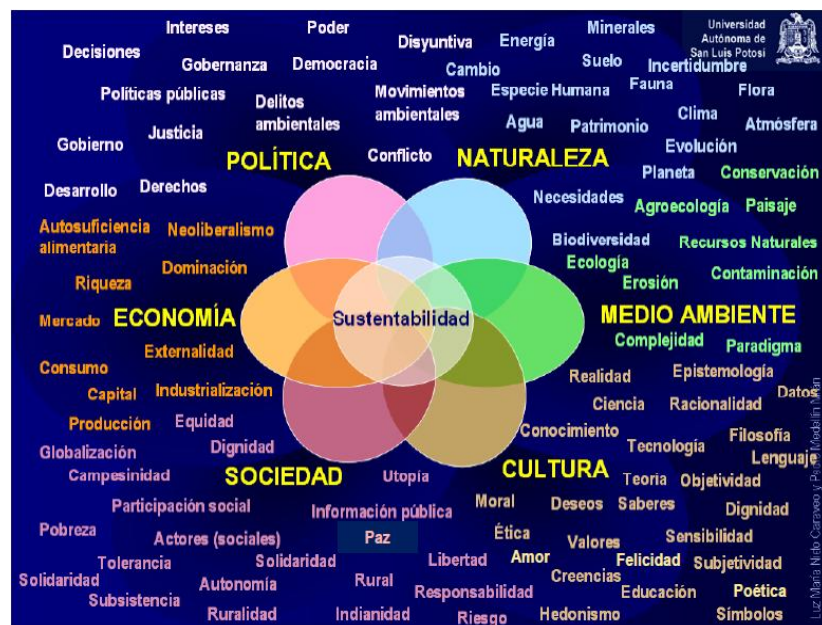 Intereses
Poder
Minerales
Universidad
Autónoma de
San Luis Potosí
Decisiones
Disyuntiva
Energía
Gobernanza
Democracia
Cambio
Suelo
Incertidumbre
Políticas públicas
Delitos
ambientales
Movimientos
ambientales
Especie Humana
Fauna
Flora
Gobierno
Justicia
Agua
Patrimonio
Clima
Atmósfera
POLÍTICA
Conflicto
NATURALEZA
Evolución
Desarrollo
Derechos
Planeta
Conservación
Necesidades
Agroecología
Paisaje
Autosuficiencia
alimentaria
Neoliberalismo
Biodiversidad
Recursos Naturales
Riqueza
Dominación
Ecología
Erosión
Contaminación
Mercado
ECONOMÍA
Sustentabilidad
MEDIO AMBIENTE
Externalidad
Complejidad
Paradigma
Consumo
Capital
Industrialización
Realidad
Epistemología
Datos
Producción
Equidad
Ciencia
Racionalidad
Globalización
Dignidad
Conocimiento
Tecnología
Filosofía
Lenguaje
Campesinidad
SOCIEDAD
Utopía
CULTURA
Teoría
Objetividad
Participación social
Información pública
Moral
Deseos
Saberes
Dignidad
Pobreza
Actores (sociales)
Paz
Ética
Valores
Sensibilidad
Tolerancia
Solidaridad
Libertad
Amor
Felicidad
Subjetividad
Solidaridad
Autonomía
Rural
Responsabilidad
Creencias
Educación
Poética
Subsistencia
Ruralidad
Indianidad
Riesgo
Hedonismo
Símbolos
Luz María Nieto Caraveo y Pedro Medellín Milán